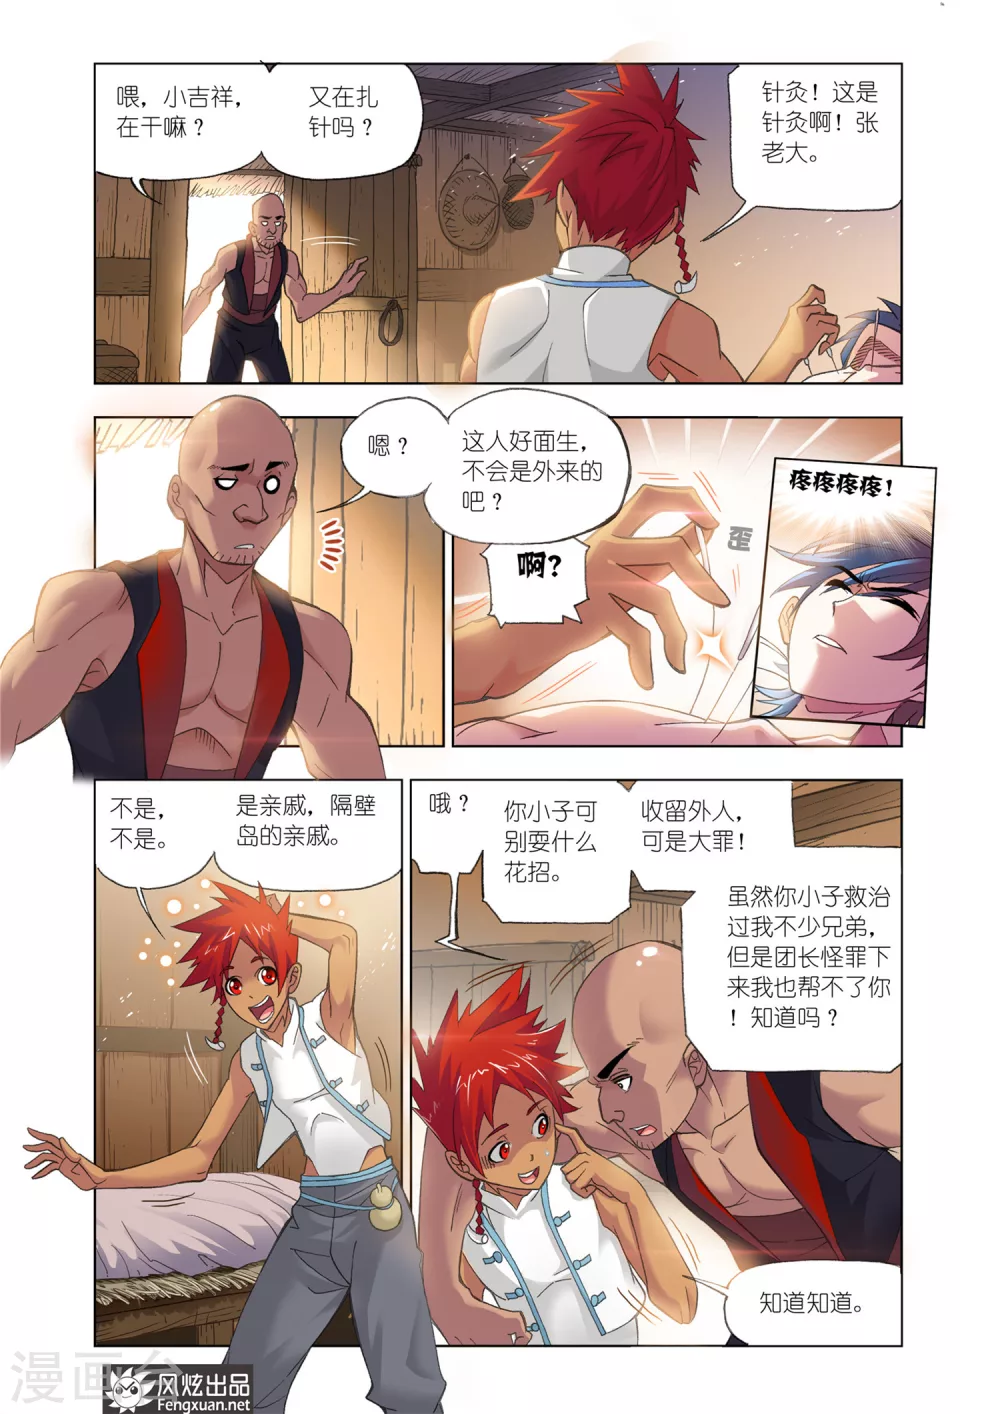 喂，小吉祥，
在干嘛？
又在扎
针吗？
针灸！这是
针灸啊！张
老大。
嗯？
这人好面生，
不会是外来的
吧？
啊？
歪
疼疼疼疼！
不是，
不是。
是亲戚，隔壁
岛的亲戚。
哦？
你小子可
别耍什么
花招。
收留外人，
可是大罪！
虽然你小子救治
过我不少兄弟，
但是团长怪罪下
来我也帮不了你
！知道吗？
知道知道。
漫画台
风炫出品
Fengxuan.net